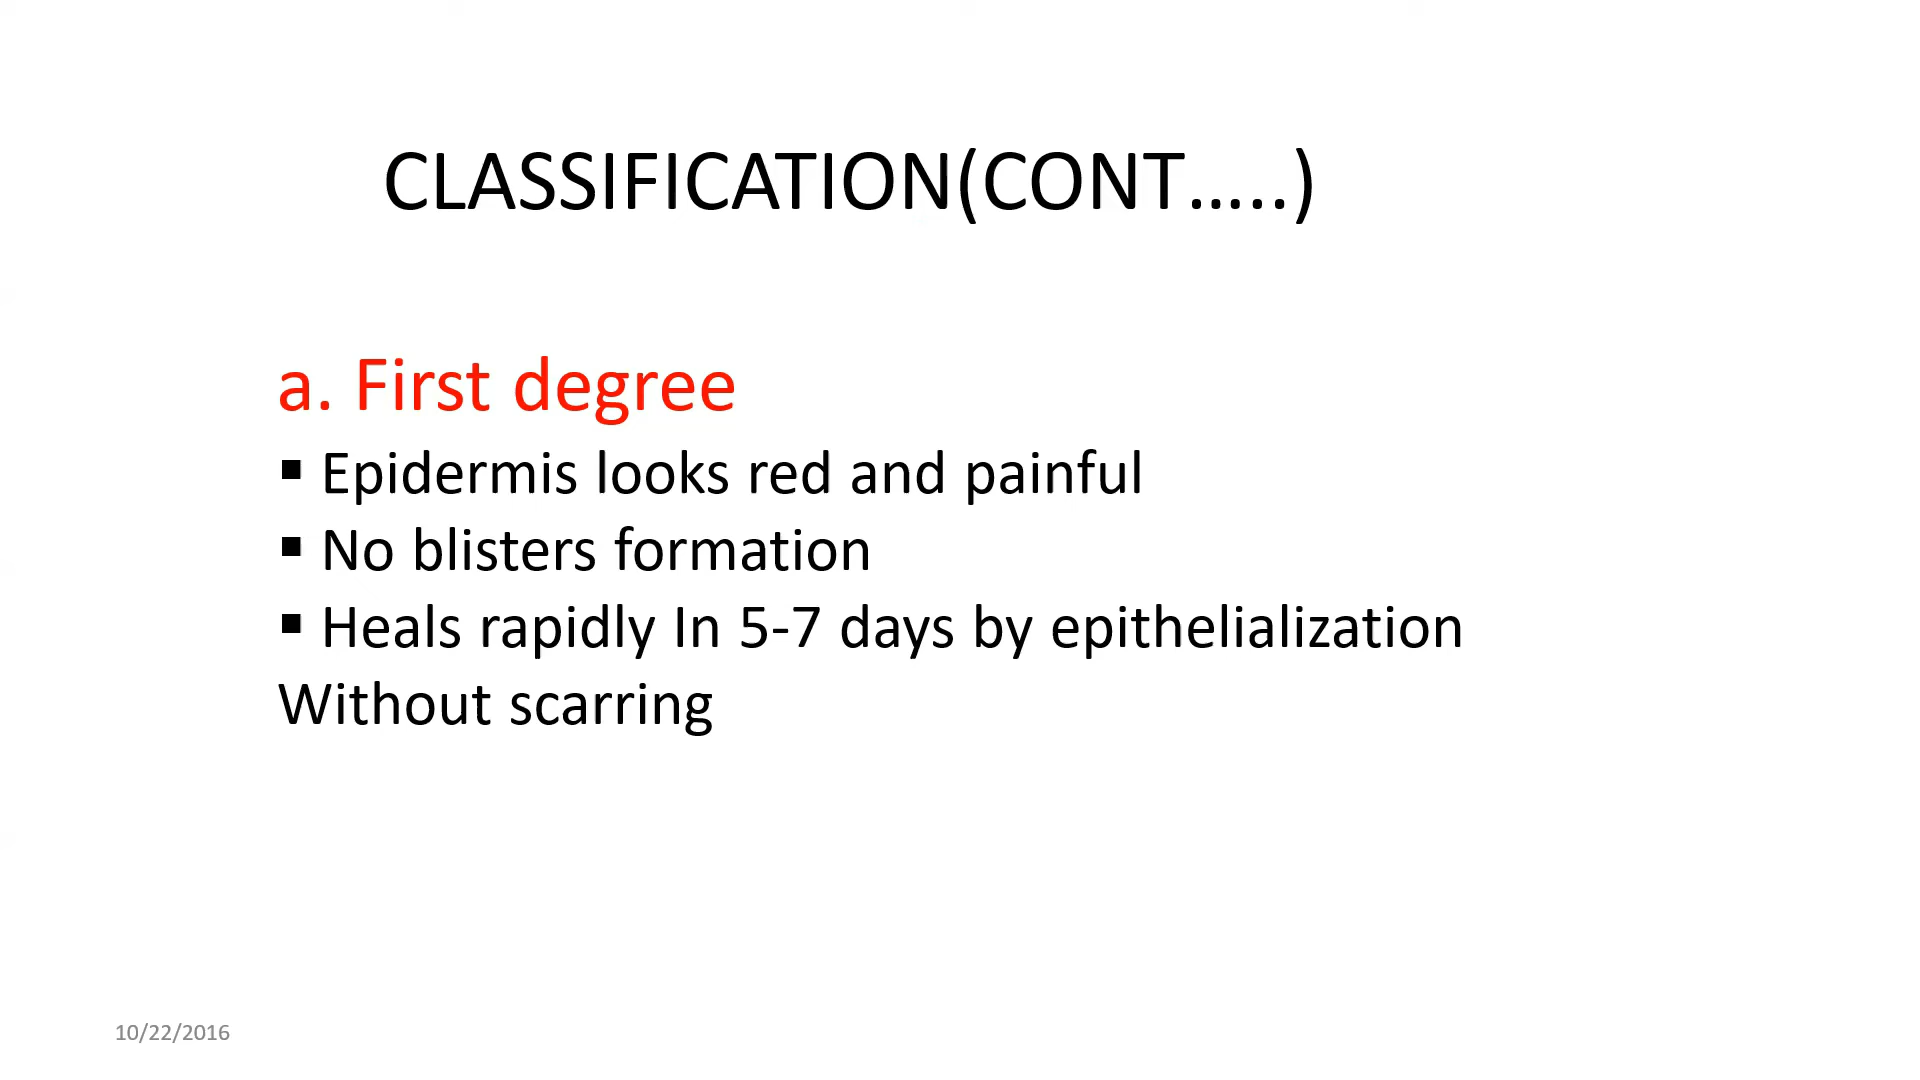 CLASSIFICATION(CONT…..)
a. First degree
▪ Epidermis looks red and painful
▪ No blisters formation
▪ Heals rapidly In 5-7 days by epithelialization
Without scarring
10/22/2016